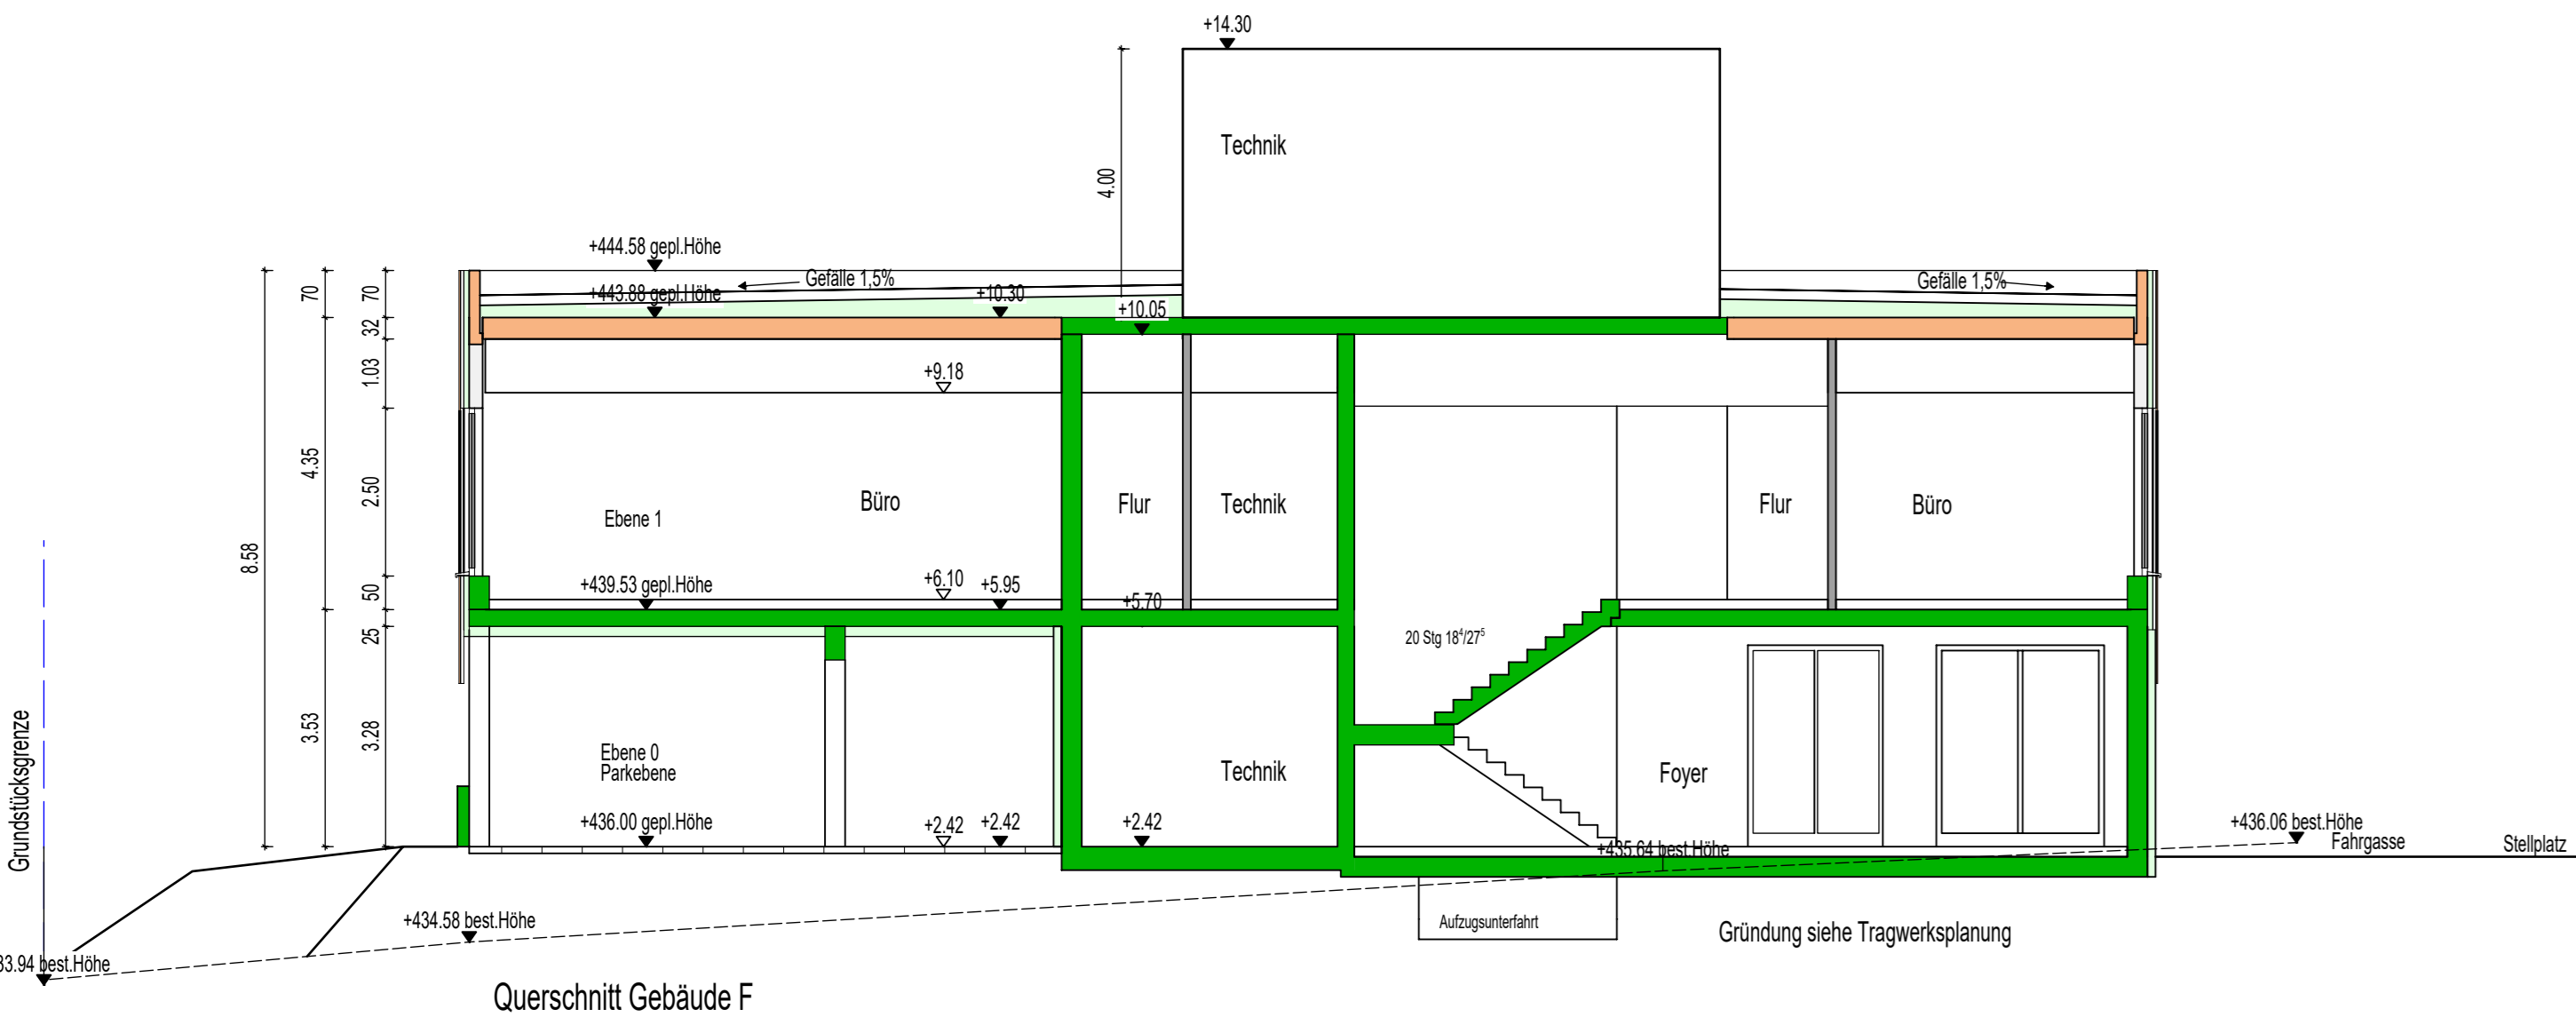 +14.30
Technik
4.00
+444.58 gepl.Höhe
Gefälle 1,5%
Gefälle 1,5%
+443.88 gepl.Höhe
+10.30
+10.05
70
70
32
1.03
+9.18
4.35
2.50
Büro
Flur
Technik
Flur
Büro
Ebene 1
8.58
+439.53 gepl.Höhe
+6.10
+5.95
+5.70
50
25
20 Stg 18⁴/27⁵
3.53
3.28
Ebene 0
Parkebene
Technik
Foyer
Grundstücksgrenze
+436.00 gepl.Höhe
+2.42
+2.42
+2.42
+436.06 best.Höhe
Fahrgasse
Stellplatz
+435.64 best.Höhe
+434.58 best.Höhe
Aufzugsunterfahrt
Gründung siehe Tragwerksplanung
33.94 best.Höhe
Querschnitt Gebäude F